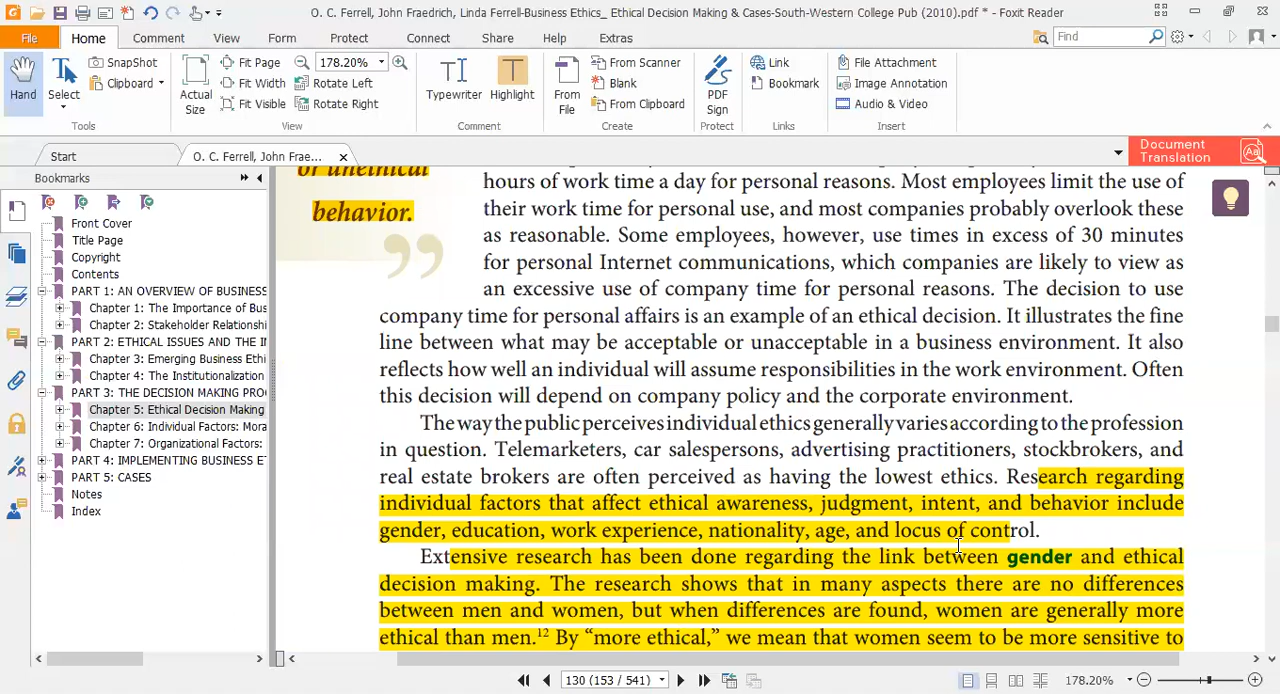 O. C. Ferrell, John Fraedrich, Linda Ferrell-Business Ethics_ Ethical Decision Making & Cases-South-Western College Pub (2010).pdf * - Foxit Reader
File Home Comment View Form Protect Connect Share Help Extras Find
SnapShot Fit Page 178.20% From Scanner Link File Attachment
Clipboard Fit Width Rotate Left Blank Bookmark Image Annotation
Fit Visible Rotate Right From Clipboard Audio & Video
Hand Select Actual Size Typewriter Highlight From File PDF Sign
Tools View Comment Create Protect Links Insert
Start O. C. Ferrell, John Frae... Document
Translation
Bookmarks
Front Cover
Title Page
Copyright
Contents
PART 1: AN OVERVIEW OF BUSINESS
Chapter 1: The Importance of Bus
Chapter 2: Stakeholder Relationshi
PART 2: ETHICAL ISSUES AND THE I
Chapter 3: Emerging Business Ethi
Chapter 4: The Institutionalization
PART 3: THE DECISION MAKING PRO
Chapter 5: Ethical Decision Making
Chapter 6: Individual Factors: Mora
Chapter 7: Organizational Factors:
PART 4: IMPLEMENTING BUSINESS ET
PART 5: CASES
Notes
Index
or unethical
behavior.
”
hours of work time a day for personal reasons. Most employees limit the use of
their work time for personal use, and most companies probably overlook these
as reasonable. Some employees, however, use times in excess of 30 minutes
for personal Internet communications, which companies are likely to view as
an excessive use of company time for personal reasons. The decision to use
company time for personal affairs is an example of an ethical decision. It illustrates the fine
line between what may be acceptable or unacceptable in a business environment. It also
reflects how well an individual will assume responsibilities in the work environment. Often
this decision will depend on company policy and the corporate environment.
The way the public perceives individual ethics generally varies according to the profession
in question. Telemarketers, car salespersons, advertising practitioners, stockbrokers, and
real estate brokers are often perceived as having the lowest ethics. Research regarding
individual factors that affect ethical awareness, judgment, intent, and behavior include
gender, education, work experience, nationality, age, and locus of control.
Extensive research has been done regarding the link between gender and ethical
decision making. The research shows that in many aspects there are no differences
between men and women, but when differences are found, women are generally more
ethical than men.12 By “more ethical,” we mean that women seem to be more sensitive to
130 (153 / 541) 178.20%